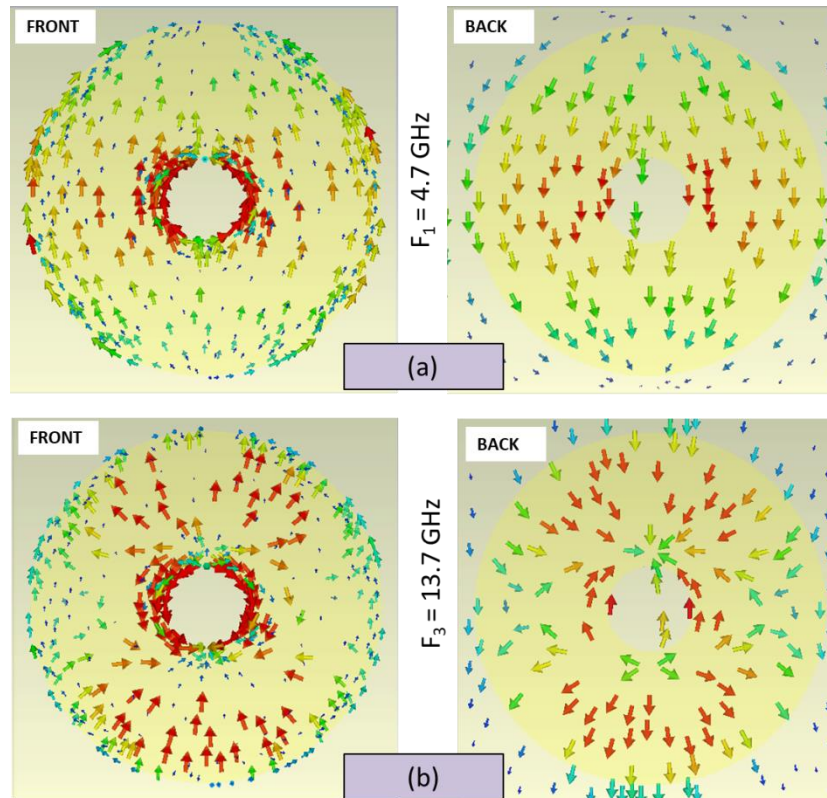 FRONT
F₁ = 4.7 GHz
BACK
(a)
FRONT
F₃ = 13.7 GHz
BACK
(b)